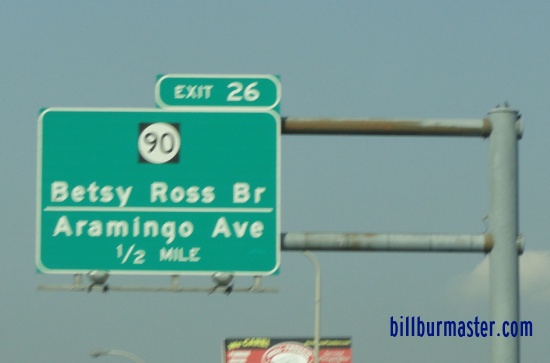 EXIT 26
90
Betsy Ross Br
Aramingo Ave
1/2 MILE
billburmaster.com